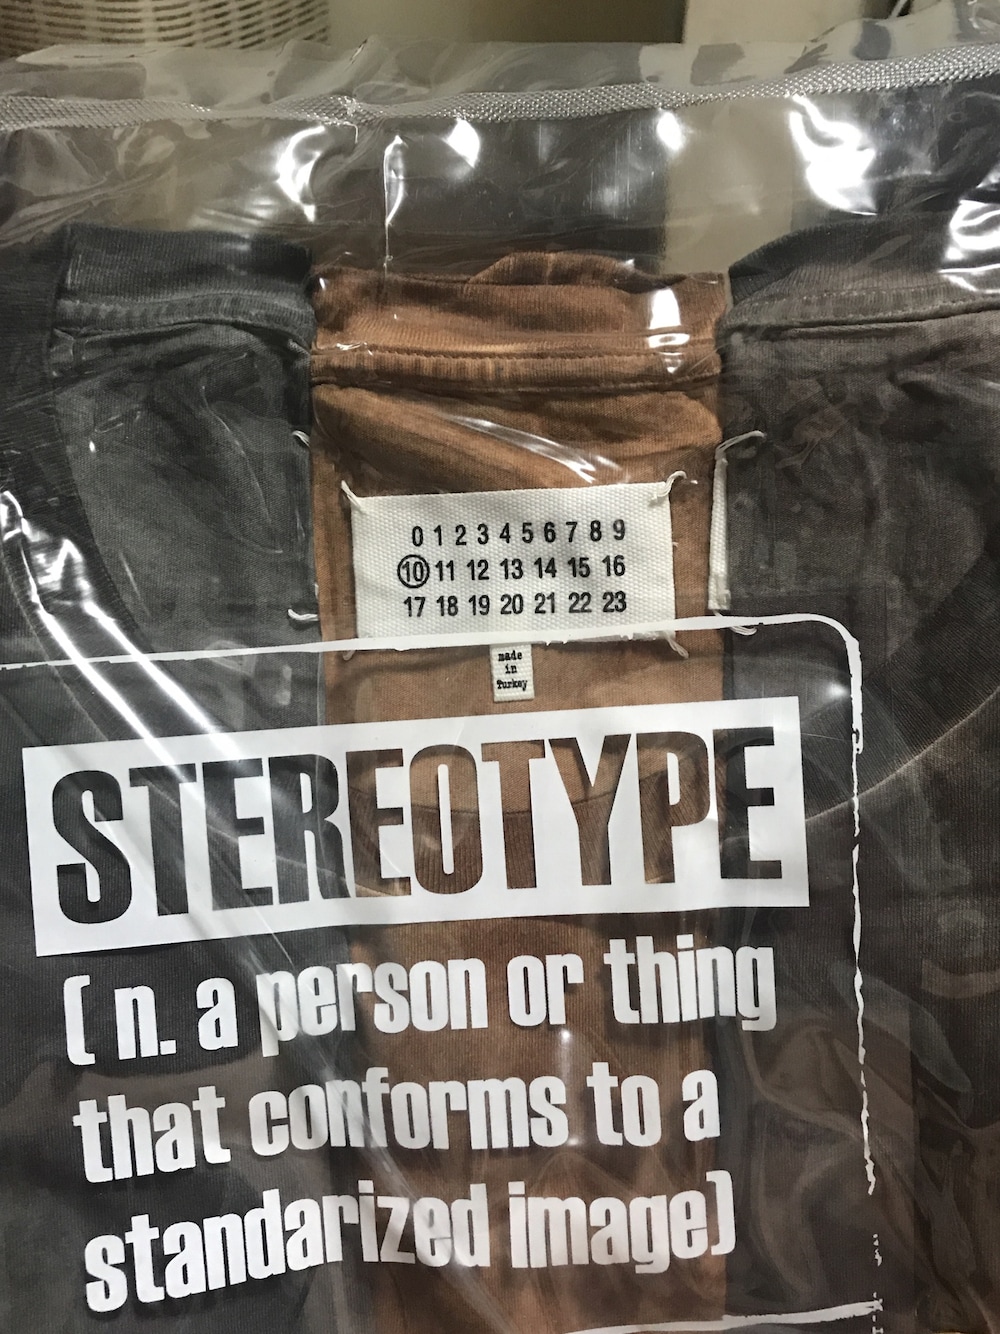 0 1 2 3 4 5 6 7 8 9
10 11 12 13 14 15 16
17 18 19 20 21 22 23
made
in
Turkey
STEREOTYPE
( n. a person or thing
that conforms to a
standarized image)